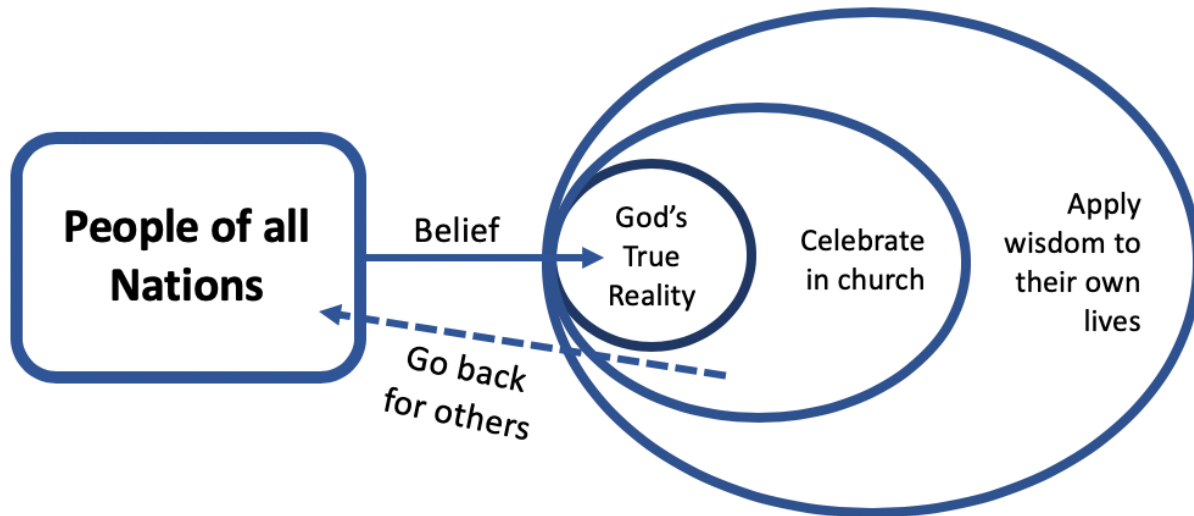 People of all
Nations
Belief
God’s
True
Reality
Celebrate
in church
Apply
wisdom to
their own
lives
Go back
for others